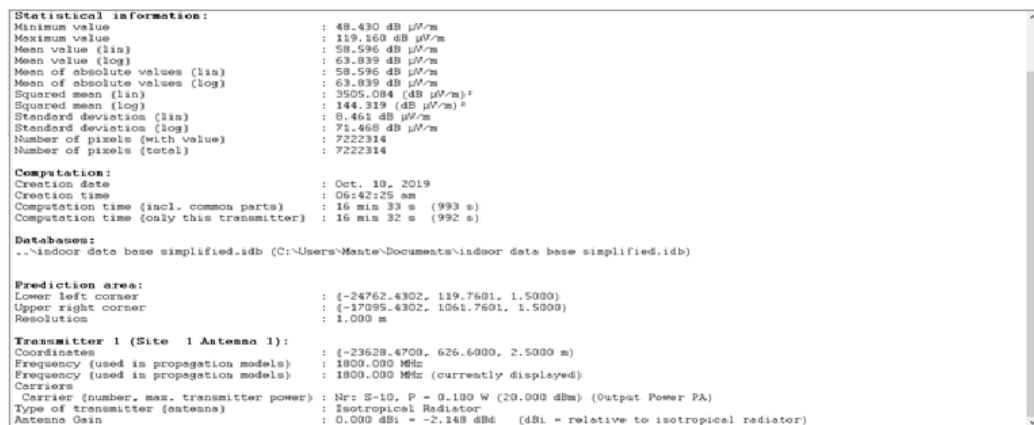 Statistical information:
Minimum value : 48.430 dB µV/m
Maximum value : 119.160 dB µV/m
Mean value (lin) : 58.596 dB µV/m
Mean value (log) : 63.839 dB µV/m
Mean of absolute values (lin) : 58.596 dB µV/m
Mean of absolute values (log) : 63.839 dB µV/m
Squared mean (lin) : 3505.084 (dB µV/m)²
Squared mean (log) : 144.319 (dB µV/m)²
Standard deviation (lin) : 8.461 dB µV/m
Standard deviation (log) : 71.468 dB µV/m
Number of pixels (with value) : 7222314
Number of pixels (total) : 7222314
Computation:
Creation date : Oct. 10, 2019
Creation time : 06:42:25 am
Computation time (incl. common parts) : 16 min 33 s (993 s)
Computation time (only this transmitter) : 16 min 32 s (992 s)
Databases:
..\indoor data base simplified.idb (C:\Users\Mante\Documents\indoor data base simplified.idb)
Prediction area:
Lower left corner : (-24762.4302, 119.7601, 1.5000)
Upper right corner : (-17095.4302, 1061.7601, 1.5000)
Resolution : 1.000 m
Transmitter 1 (Site 1 Antenna 1):
Coordinates : (-23628.4700, 626.6000, 2.5000 m)
Frequency (used in propagation models) : 1800.000 MHz
Frequency (used in propagation models) : 1800.000 MHz (currently displayed)
Carriers
Carrier (number, max. transmitter power) : Nr: S-10, P = 0.100 W (20.000 dBm) (Output Power PA)
Type of transmitter (antenna) : Isotropical Radiator
Antenna Gain : 0.000 dBi = -2.148 dBd (dBi = relative to isotropical radiator)